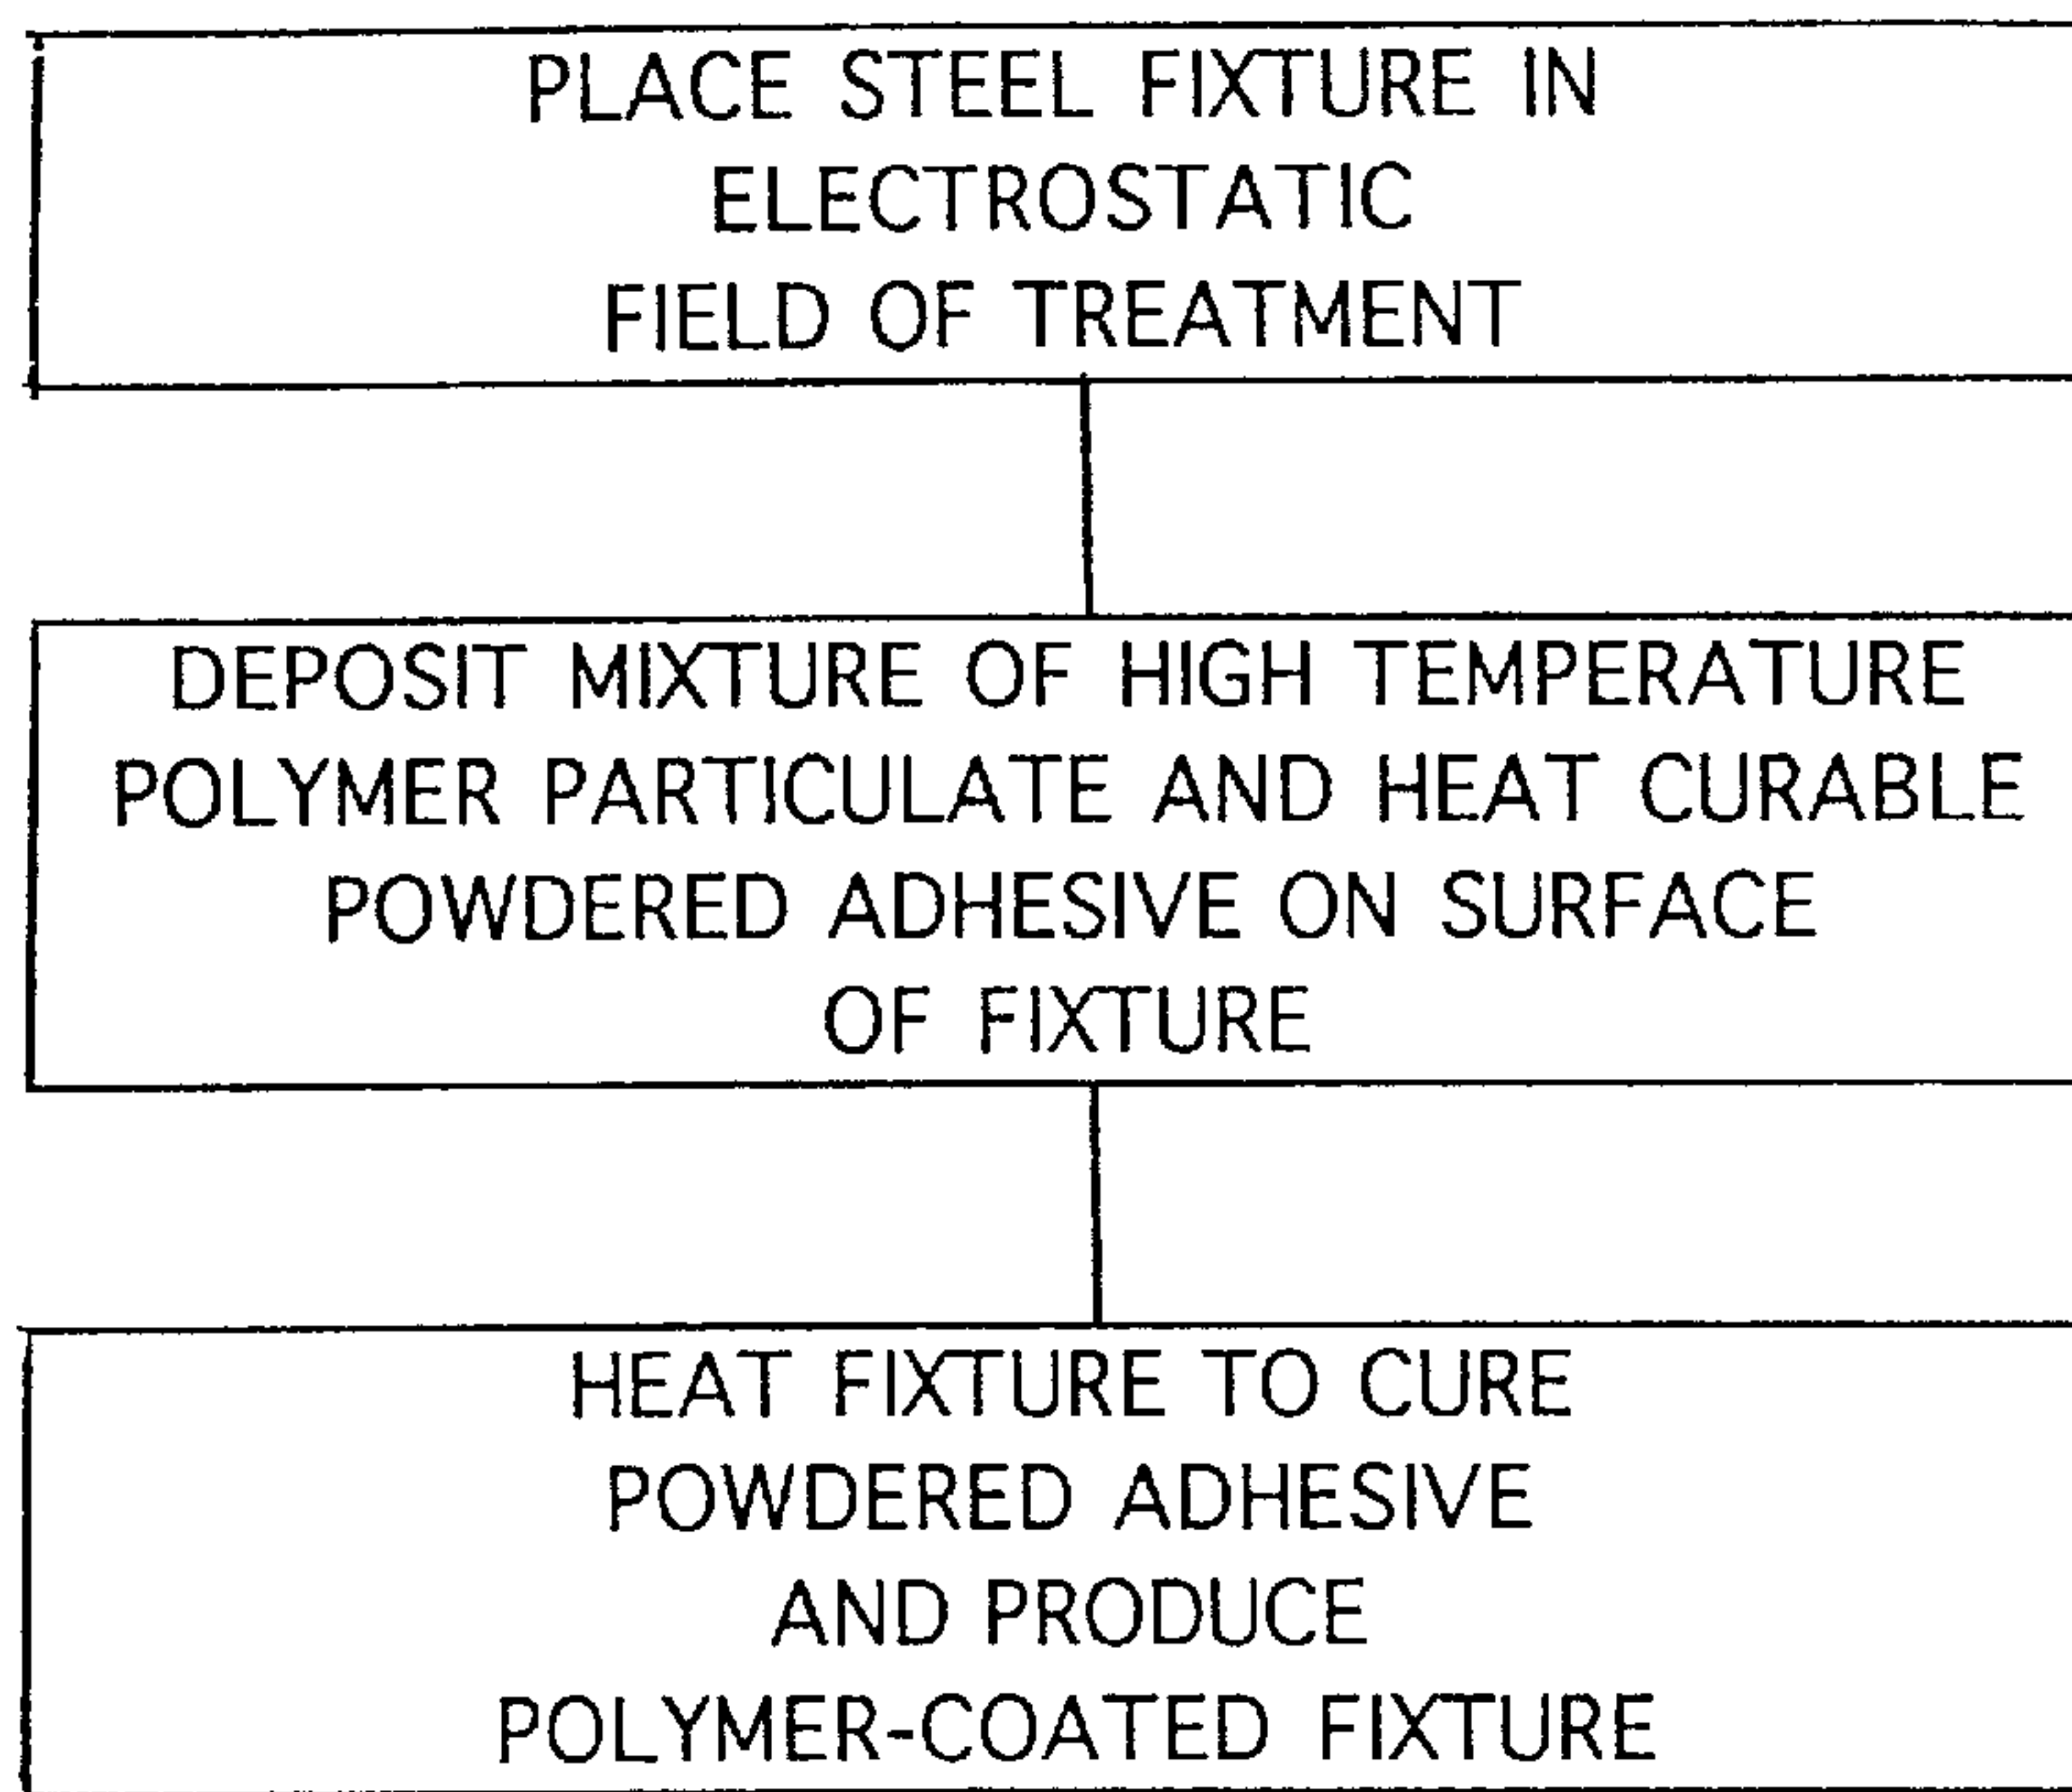 PLACE STEEL FIXTURE IN
ELECTROSTATIC
FIELD OF TREATMENT
DEPOSIT MIXTURE OF HIGH TEMPERATURE
POLYMER PARTICULATE AND HEAT CURABLE
POWDERED ADHESIVE ON SURFACE
OF FIXTURE
HEAT FIXTURE TO CURE
POWDERED ADHESIVE
AND PRODUCE
POLYMER-COATED FIXTURE